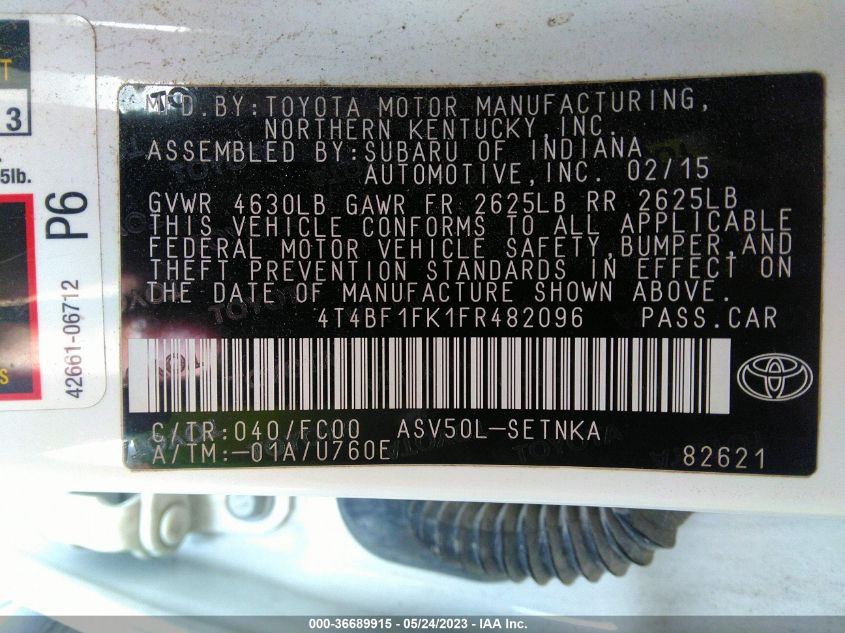 T
3
5lb.
P6
42661-06712
S
MFD.BY:TOYOTA MOTOR MANUFACTURING,
NORTHERN KENTUCKY,INC.
ASSEMBLED BY:SUBARU OF INDIANA
AUTOMOTIVE,INC. 02/15
GVWR 4630LB GAWR FR 2625LB RR 2625LB
THIS VEHICLE CONFORMS TO ALL APPLICABLE
FEDERAL MOTOR VEHICLE SAFETY,BUMPER,AND
THEFT PREVENTION STANDARDS IN EFFECT ON
THE DATE OF MANUFACTURE SHOWN ABOVE.
4T4BF1FK1FR482096 PASS.CAR
C/TR:040/FC00 ASV50L-SETNKA
A/TM:-01A/U760E 82621
000-36689915 - 05/24/2023 - IAA Inc.